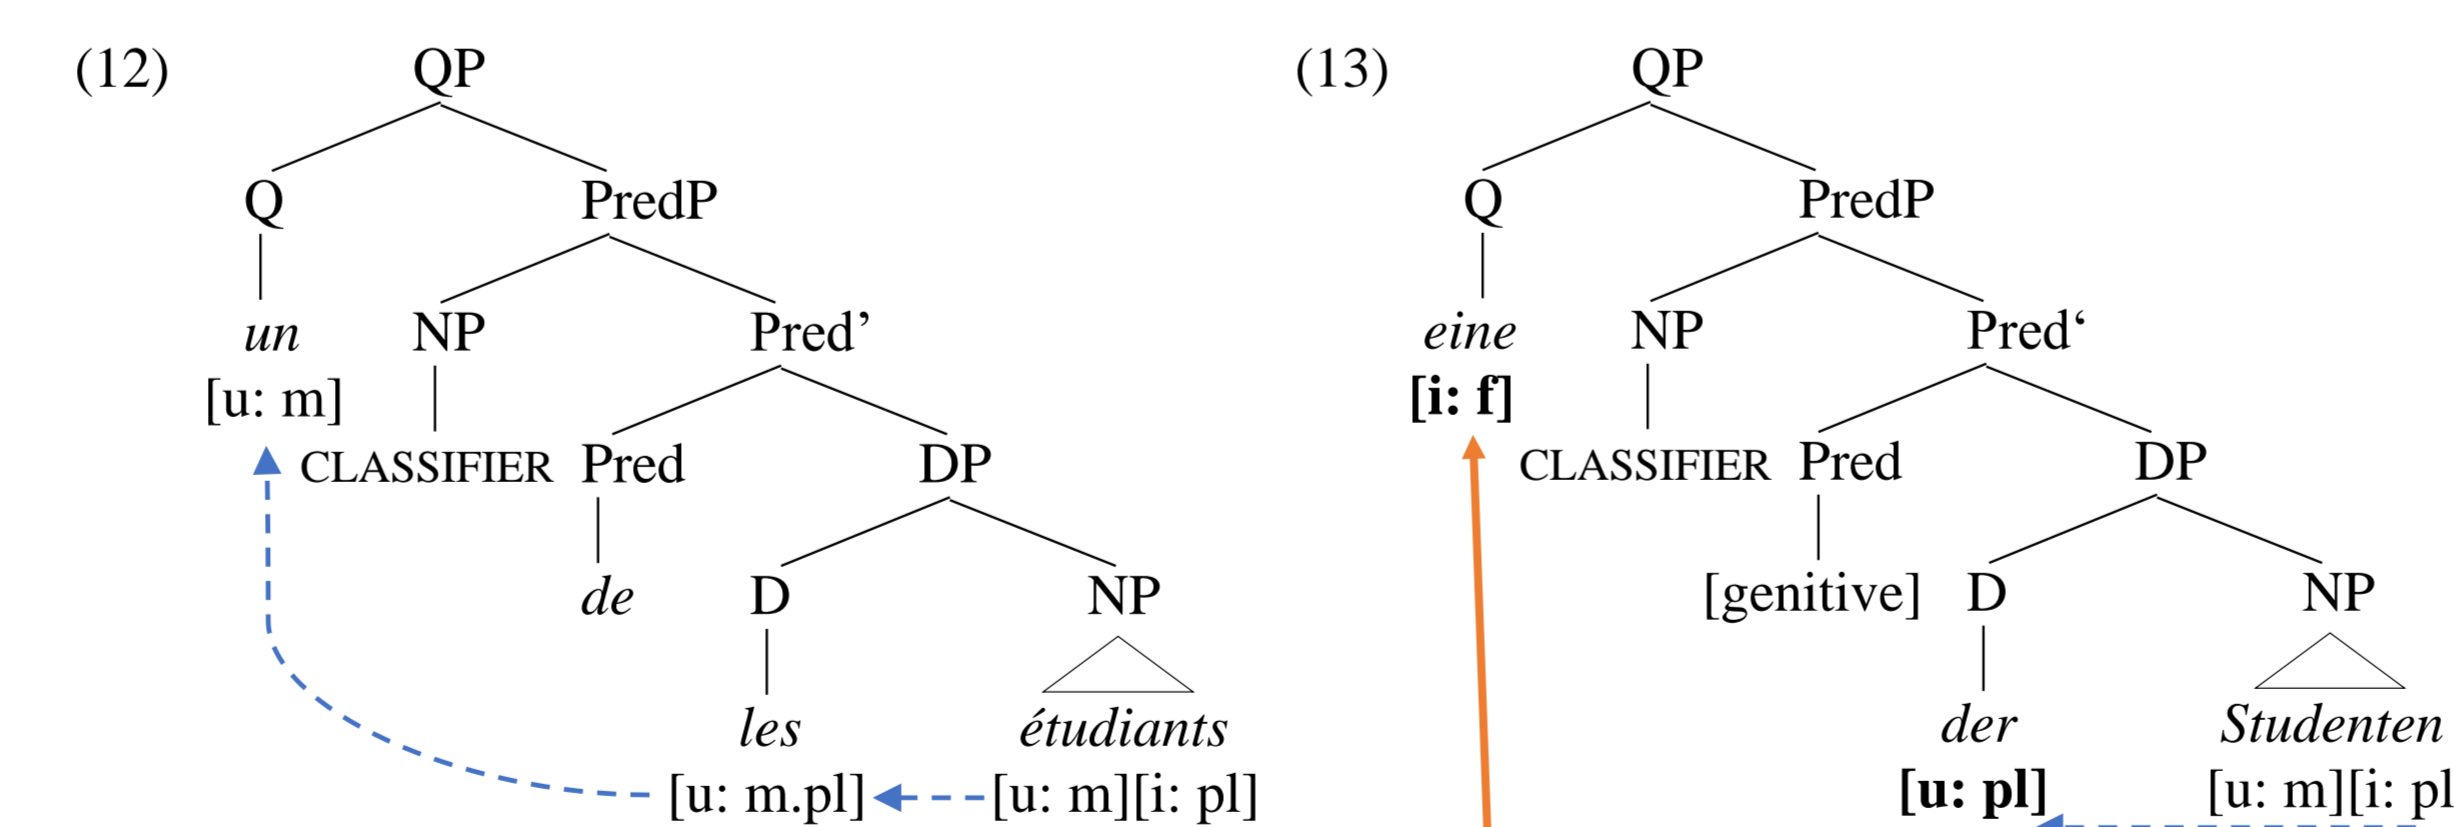 (12) QP (13) QP
Q PredP Q PredP
un NP Pred’ eine NP Pred‘
[u: m] [i: f]
CLASSIFIER Pred DP CLASSIFIER Pred DP
de D NP [genitive] D NP
les étudiants der Studenten
[u: m.pl] [u: m][i: pl] [u: pl] [u: m][i: pl